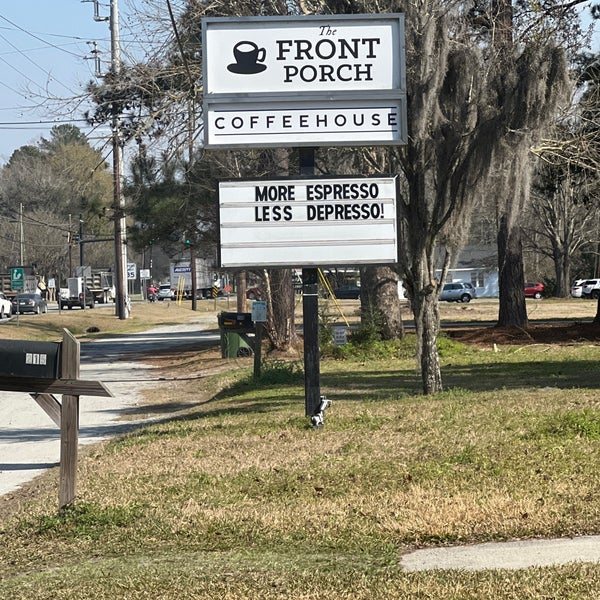 The
FRONT
PORCH
COFFEEHOUSE
MORE ESPRESSO
LESS DEPRESSO!